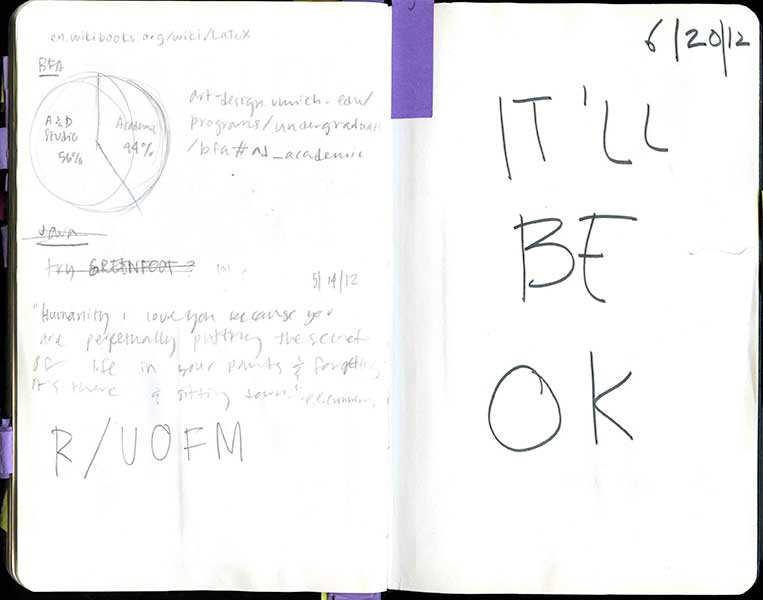 en.wikibooks.org/wiki/LaTeX
BFA
A&D
Studio
56%
Academic
44%
art-design.umich.edu/
programs/undergraduate
/bfa#ad_academic
Java
try GREENFOOT?
5/14/12
"Humanity i love you because you
are perpetually putting the secret
of life in your pants & forgetting
it's there & sitting down" - e.e. cummings
R/UOFM
6/20/12
IT'LL
BE
OK